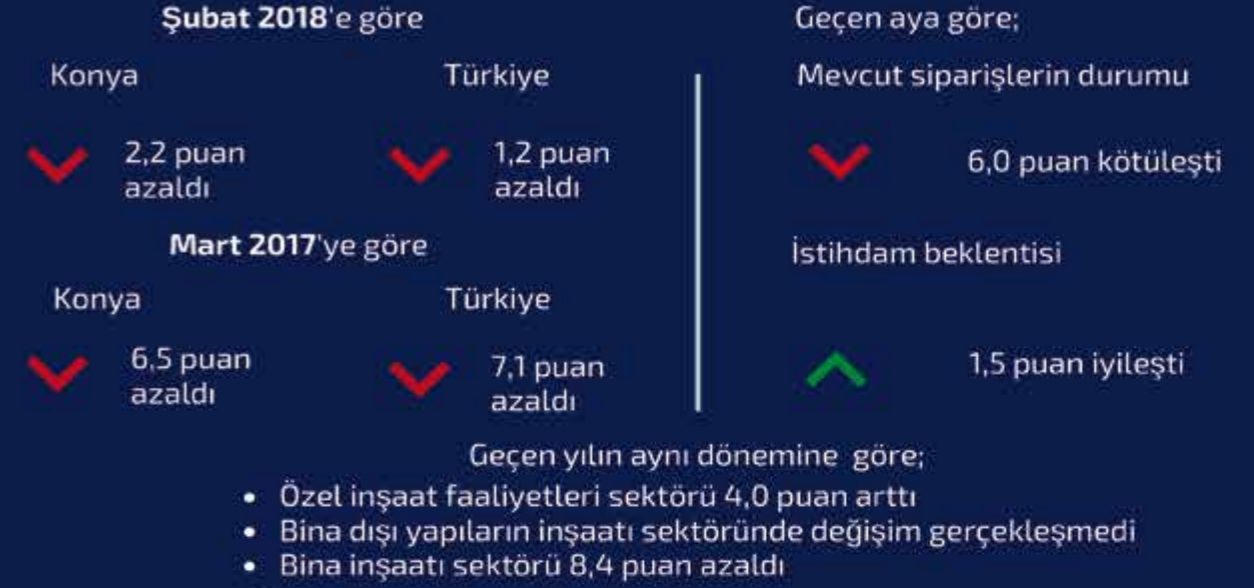 Şubat 2018'e göre
Konya
Türkiye
2,2 puan
azaldı
1,2 puan
azaldı
Mart 2017'ye göre
Konya
Türkiye
6,5 puan
azaldı
7,1 puan
azaldı
Geçen aya göre;
Mevcut siparişlerin durumu
6,0 puan kötüleşti
İstihdam beklentisi
1,5 puan iyileşti
Geçen yılın aynı dönemine göre;
• Özel inşaat faaliyetleri sektörü 4,0 puan arttı
• Bina dışı yapıların inşaatı sektöründe değişim gerçekleşmedi
• Bina inşaatı sektörü 8,4 puan azaldı